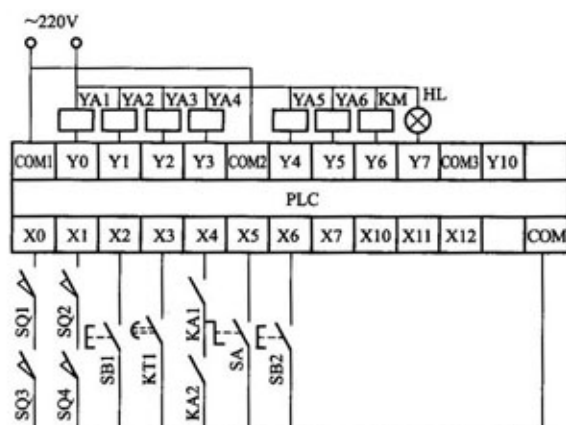 ~220V
YA1 YA2 YA3 YA4 YA5 YA6 KM HL
COM1 Y0 Y1 Y2 Y3 COM2 Y4 Y5 Y6 Y7 COM3 Y10
PLC
X0 X1 X2 X3 X4 X5 X6 X7 X10 X11 X12 COM
SQ1 SQ2 SB1 KT1 KA1 SA SB2
SQ3 SQ4 KA2